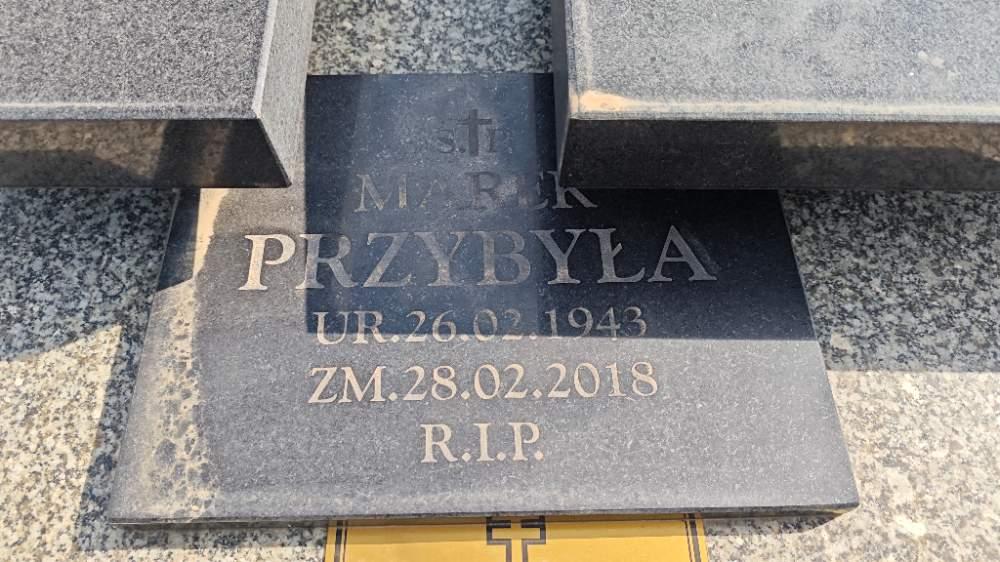 Ś.†P.
MAREK
PRZYBYŁA
UR.26.02.1943
ZM.28.02.2018
R.I.P.